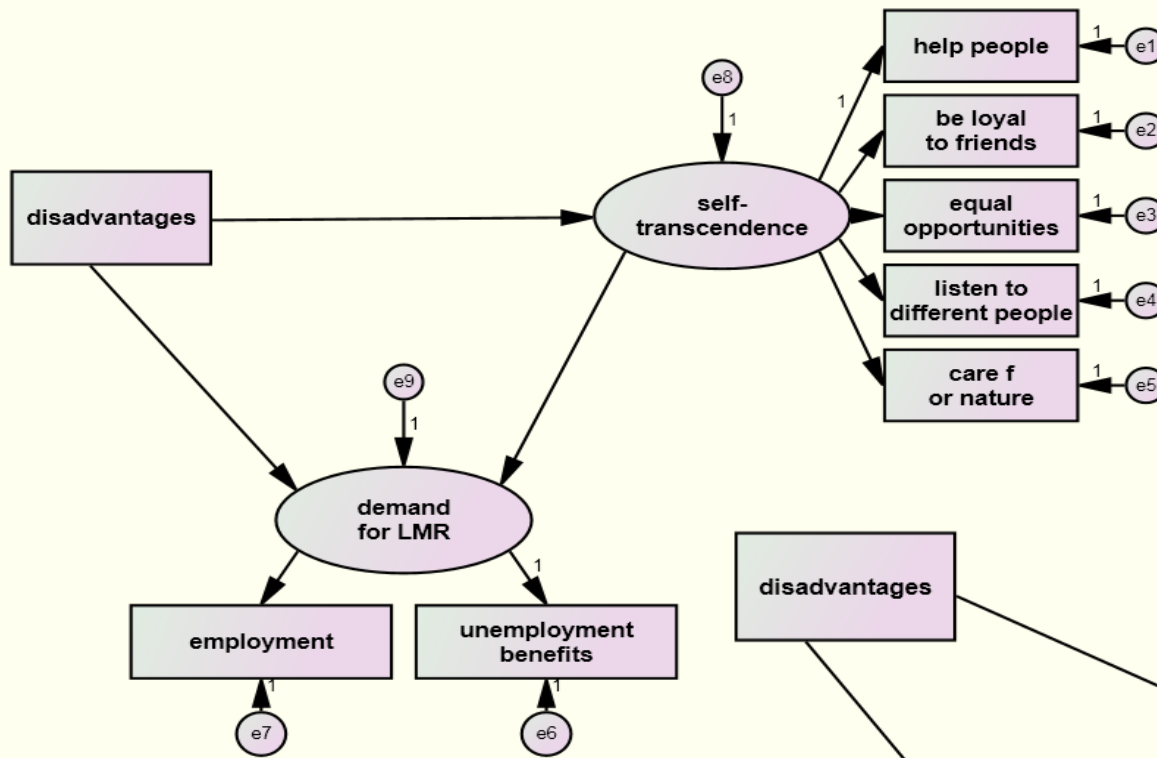 help people
1
e1
e8
1
1
be loyal
to friends
1
e2
disadvantages
self-
transcendence
equal
opportunities
1
e3
listen to
different people
1
e4
e9
1
care f
or nature
1
e5
demand
for LMR
1
disadvantages
employment
unemployment
benefits
1
1
e7
e6